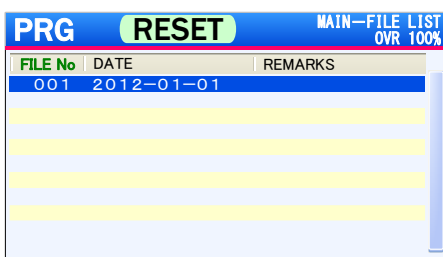 PRG RESET MAIN-FILE LIST
OVR 100%
FILE No DATE REMARKS
001 2012-01-01